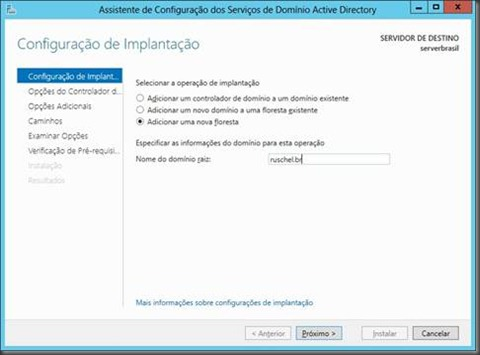 Assistente de Configuração dos Serviços de Domínio Active Directory
Configuração de Implantação
SERVIDOR DE DESTINO
serverbrasil
Configuração de Implant...
Opções do Controlador d...
Opções Adicionais
Caminhos
Examinar Opções
Verificação de Pré-requisi...
Instalação
Resultados
Selecionar a operação de implantação
Adicionar um controlador de domínio a um domínio existente
Adicionar um novo domínio a uma floresta existente
Adicionar uma nova floresta
Especificar as informações do domínio para esta operação
Nome do domínio raiz:
ruschel.br
Mais informações sobre configurações de implantação
< Anterior
Próximo >
Instalar
Cancelar